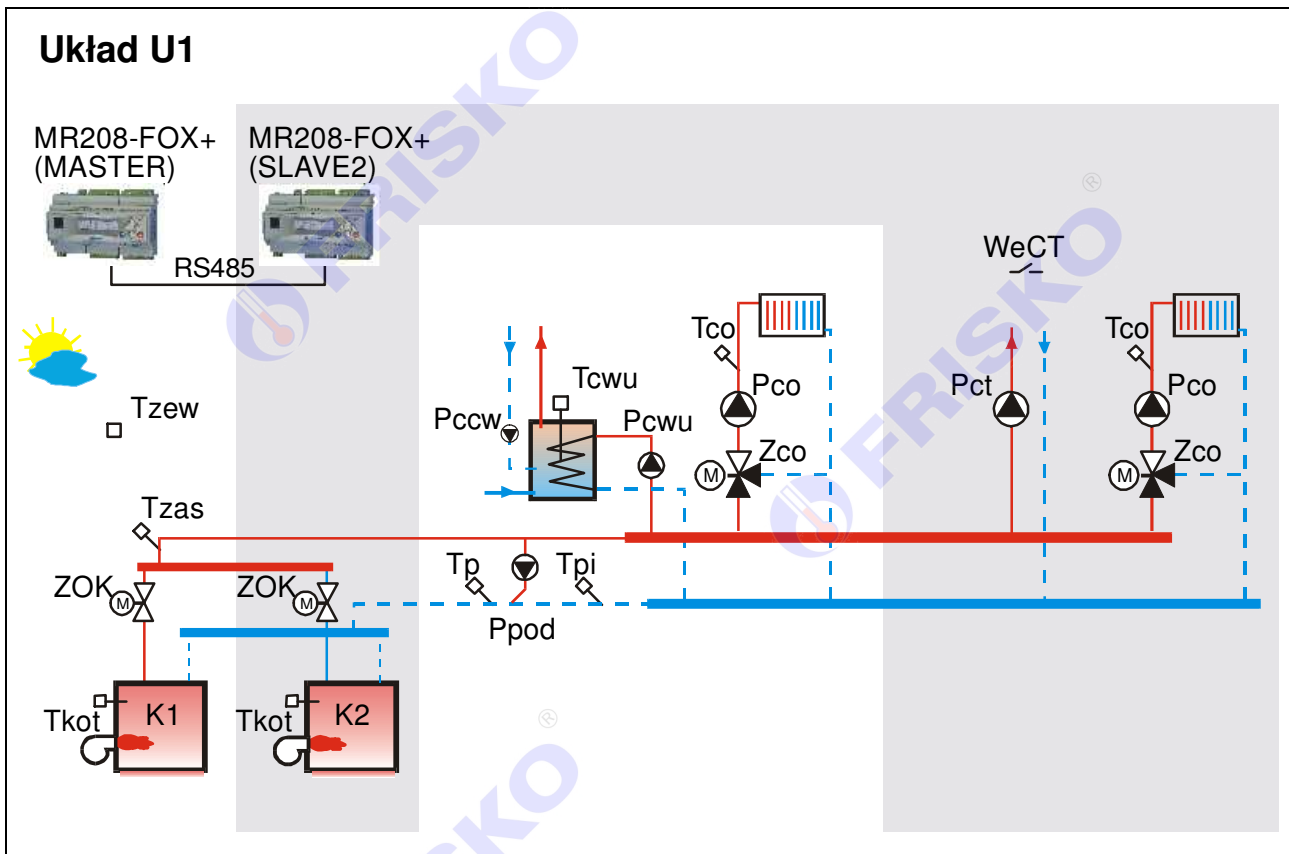 Układ U1
MR208-FOX+
(MASTER)
MR208-FOX+
(SLAVE2)
RS485
FRISKO ®
WeCT
Tco
Tco
Tcwu
Pco
Pct
Pco
Tzew
Pccw
Pcwu
Zco
Zco
M
M
FRISKO ®
Tzas
Tp
Tpi
ZOK
M
ZOK
M
Ppod
Tkot
K1
Tkot
K2
FRISKO ®